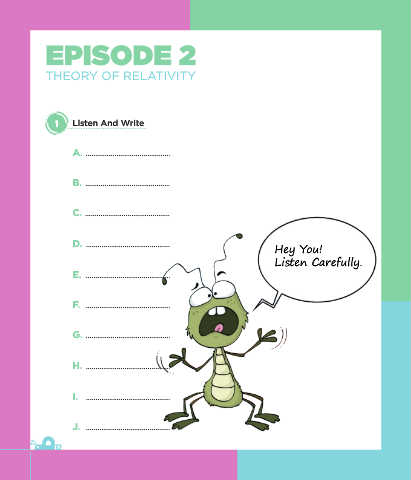 EPISODE 2
THEORY OF RELATIVITY
1 Listen And Write
A. ........................................
B. ........................................
C. ........................................
D. ........................................
E. ........................................
F. ........................................
G. ........................................
H. ........................................
I. ........................................
J. ........................................
Hey You!
Listen Carefully.